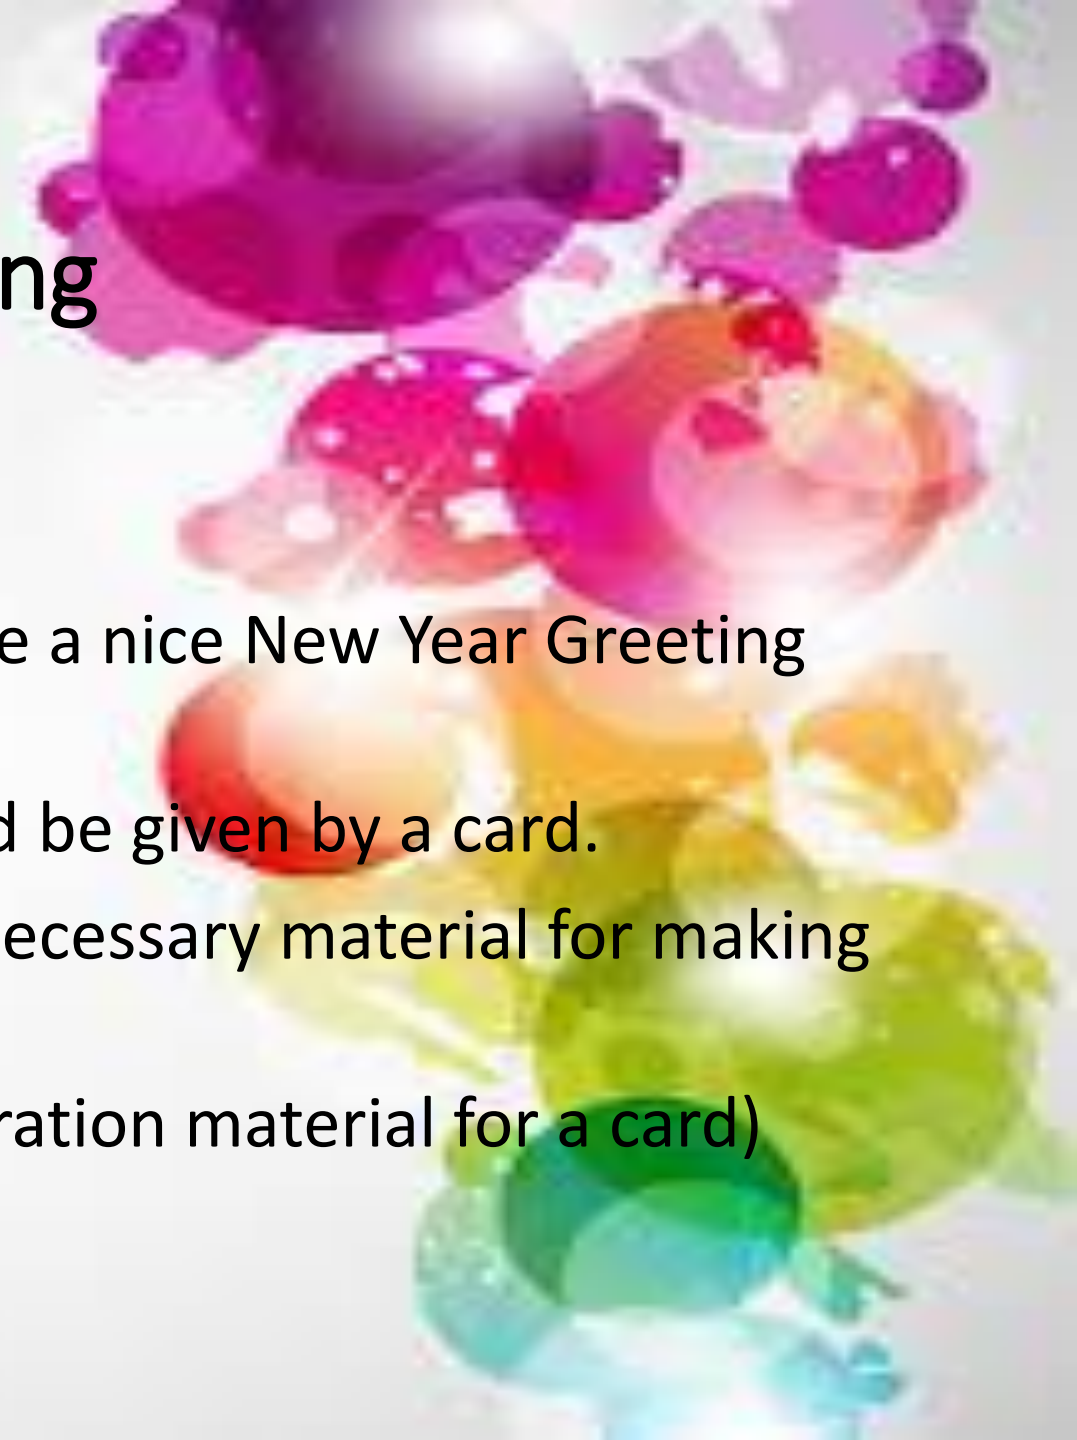 ng
e a nice New Year Greeting
d be given by a card.
ecessary material for making
ration material for a card)